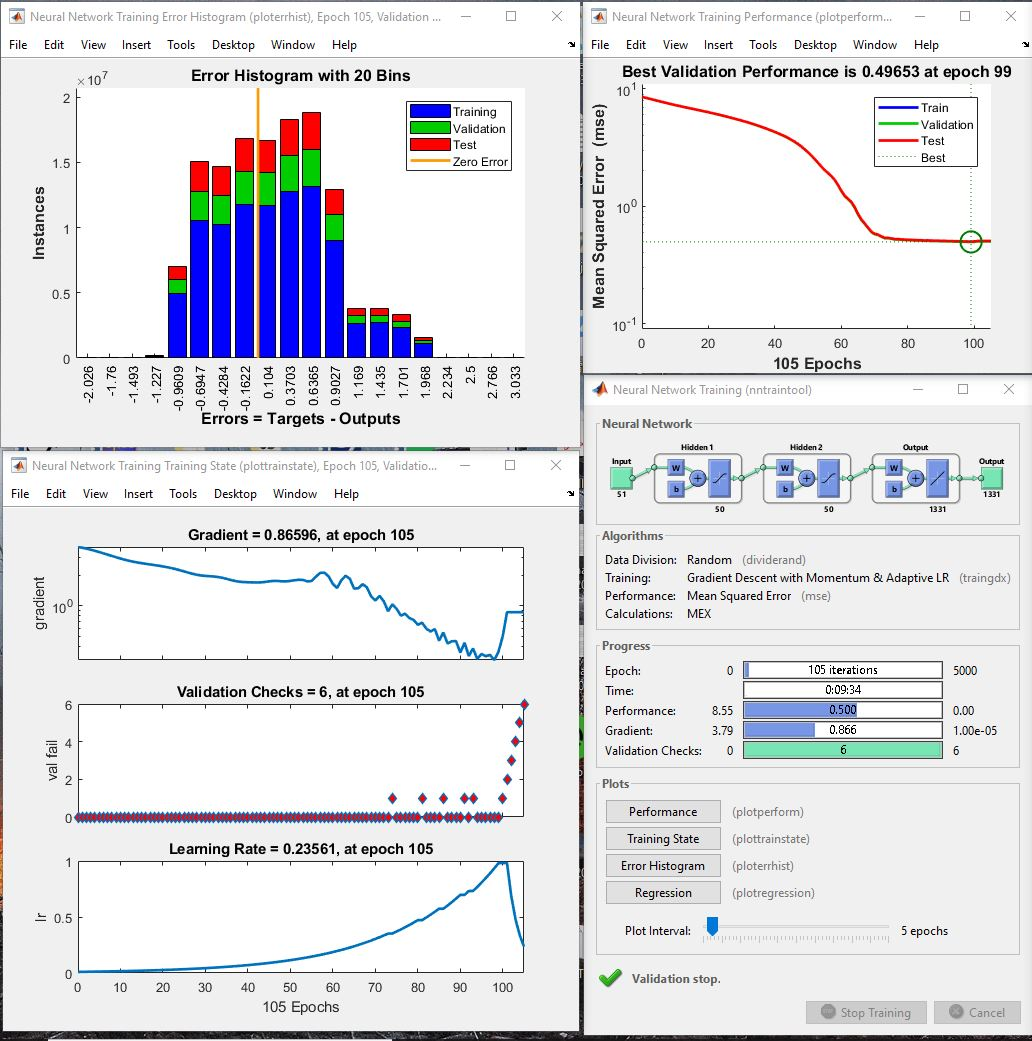 Neural Network Training Error Histogram (ploterrhist), Epoch 105, Validation ...
File Edit View Insert Tools Desktop Window Help
Error Histogram with 20 Bins
×10^7
2
1.5
1
0.5
0
Instances
Training
Validation
Test
Zero Error
-2.026 -1.76 -1.493 -1.227 -0.9609 -0.6947 -0.4284 -0.1622 0.104 0.3703 0.6365 0.9027 1.169 1.435 1.701 1.968 2.234 2.5 2.766 3.033
Errors = Targets - Outputs
Neural Network Training Performance (plotperform...
File Edit View Insert Tools Desktop Window Help
Best Validation Performance is 0.49653 at epoch 99
10^1
10^0
10^-1
Mean Squared Error (mse)
Train
Validation
Test
Best
0 20 40 60 80 100
105 Epochs
Neural Network Training Training State (plottrainstate), Epoch 105, Validatio...
File Edit View Insert Tools Desktop Window Help
Gradient = 0.86596, at epoch 105
gradient
10^0
Validation Checks = 6, at epoch 105
val fail
6
4
2
0
Learning Rate = 0.23561, at epoch 105
lr
1
0.5
0
0 10 20 30 40 50 60 70 80 90 100
105 Epochs
Neural Network Training (nntraintool)
Neural Network
Hidden 1 Hidden 2 Output
Input Output
W W W
+ + +
b b b
51 50 50 1331 1331
Algorithms
Data Division: Random (dividerand)
Training: Gradient Descent with Momentum & Adaptive LR (traingdx)
Performance: Mean Squared Error (mse)
Calculations: MEX
Progress
Epoch: 0 105 iterations 5000
Time: 0:09:34
Performance: 8.55 0.500 0.00
Gradient: 3.79 0.866 1.00e-05
Validation Checks: 0 6 6
Plots
Performance (plotperform)
Training State (plottrainstate)
Error Histogram (ploterrhist)
Regression (plotregression)
Plot Interval: 5 epochs
Validation stop.
Stop Training Cancel